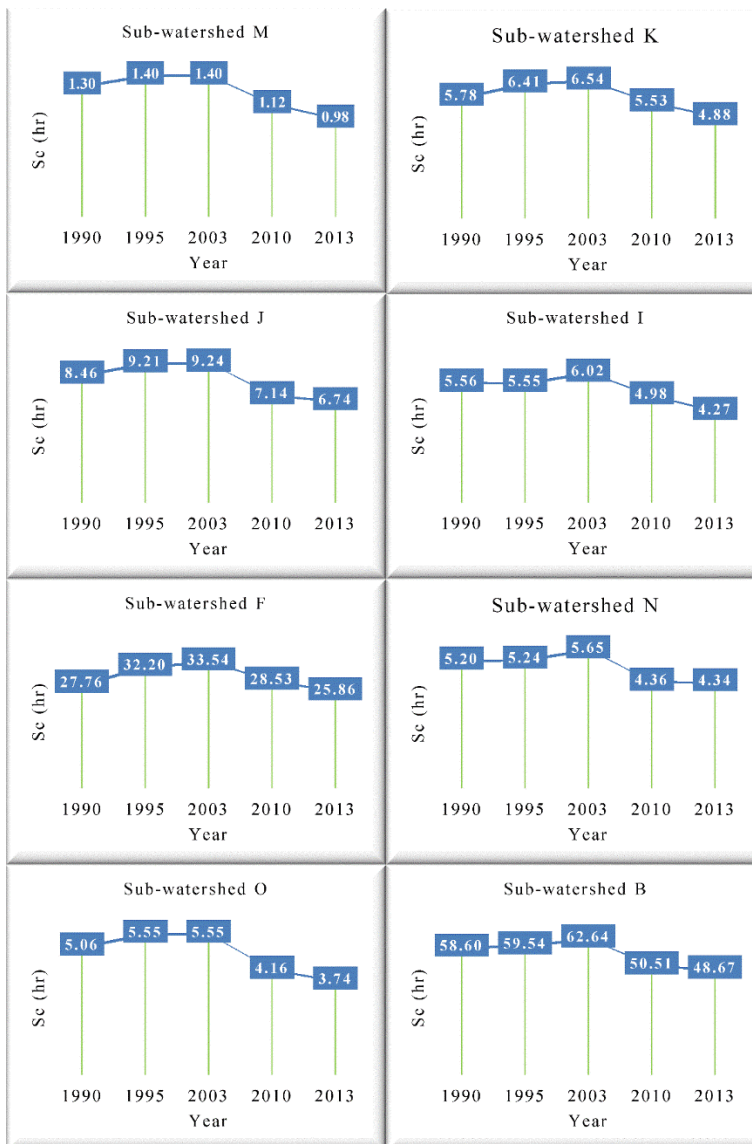 Sub-watershed M
Sc (hr)
1.30 1.40 1.40 1.12 0.98
1990 1995 2003 2010 2013
Year
Sub-watershed K
Sc (hr)
5.78 6.41 6.54 5.53 4.88
1990 1995 2003 2010 2013
Year
Sub-watershed J
Sc (hr)
8.46 9.21 9.24 7.14 6.74
1990 1995 2003 2010 2013
Year
Sub-watershed I
Sc (hr)
5.56 5.55 6.02 4.98 4.27
1990 1995 2003 2010 2013
Year
Sub-watershed F
Sc (hr)
27.76 32.20 33.54 28.53 25.86
1990 1995 2003 2010 2013
Year
Sub-watershed N
Sc (hr)
5.20 5.24 5.65 4.36 4.34
1990 1995 2003 2010 2013
Year
Sub-watershed O
Sc (hr)
5.06 5.55 5.55 4.16 3.74
1990 1995 2003 2010 2013
Year
Sub-watershed B
Sc (hr)
58.60 59.54 62.64 50.51 48.67
1990 1995 2003 2010 2013
Year